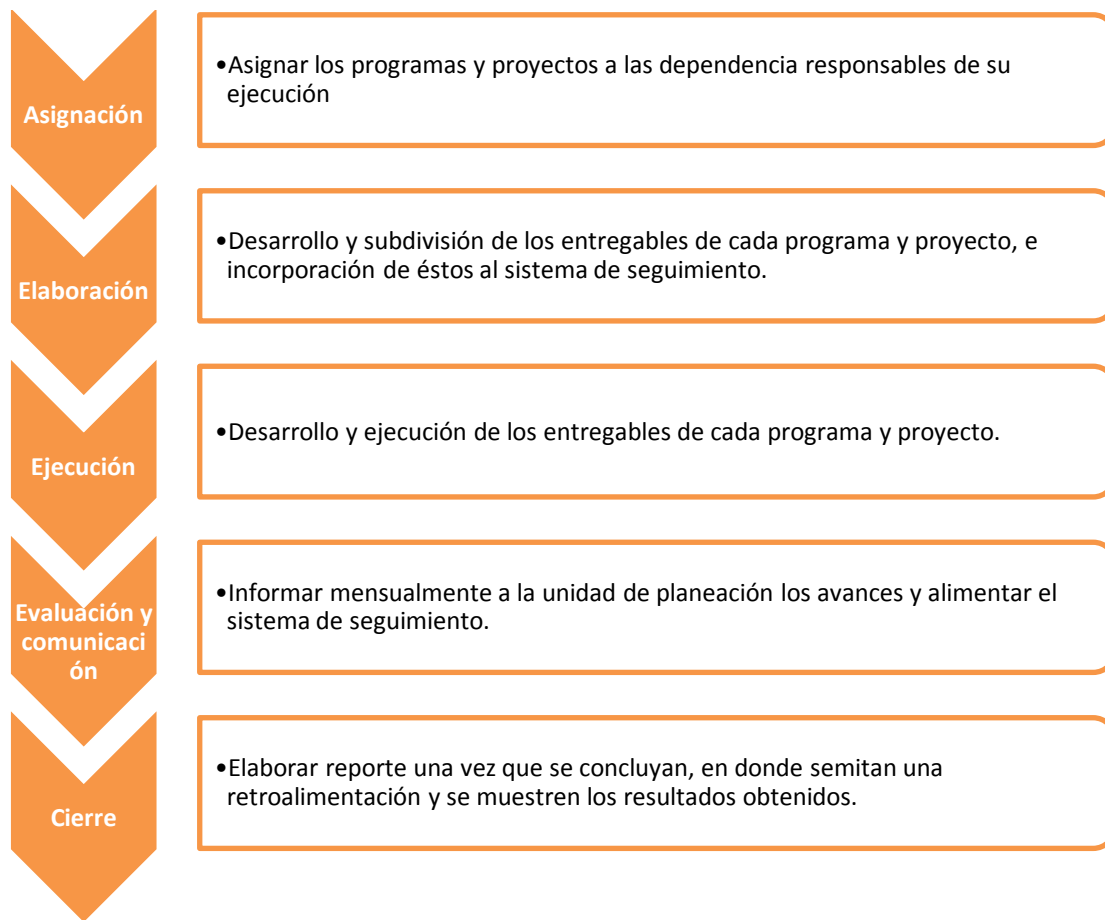 Asignación
•Asignar los programas y proyectos a las dependencia responsables de su
ejecución
Elaboración
•Desarrollo y subdivisión de los entregables de cada programa y proyecto, e
incorporación de éstos al sistema de seguimiento.
Ejecución
•Desarrollo y ejecución de los entregables de cada programa y proyecto.
Evaluación y
comunicaci
ón
•Informar mensualmente a la unidad de planeación los avances y alimentar el
sistema de seguimiento.
Cierre
•Elaborar reporte una vez que se concluyan, en donde semitan una
retroalimentación y se muestren los resultados obtenidos.